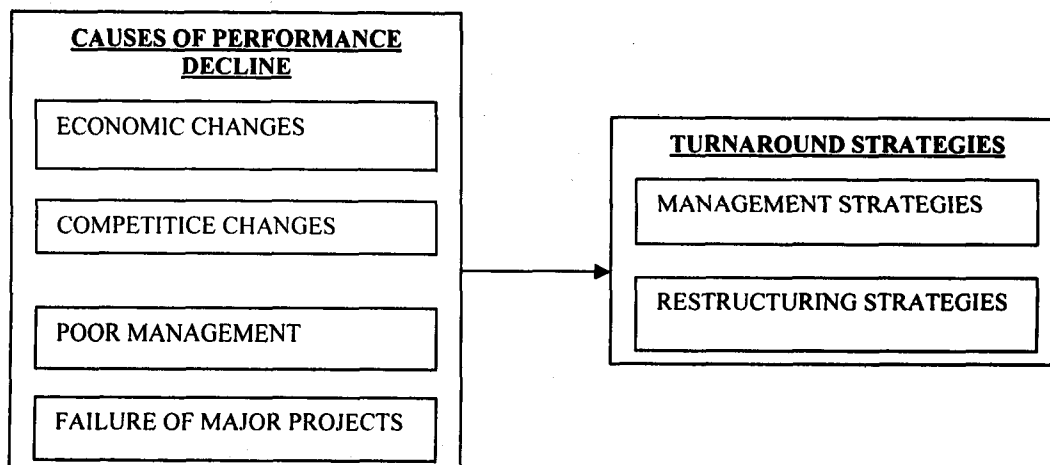 CAUSES OF PERFORMANCE
DECLINE
ECONOMIC CHANGES
COMPETITICE CHANGES
POOR MANAGEMENT
FAILURE OF MAJOR PROJECTS
TURNAROUND STRATEGIES
MANAGEMENT STRATEGIES
RESTRUCTURING STRATEGIES